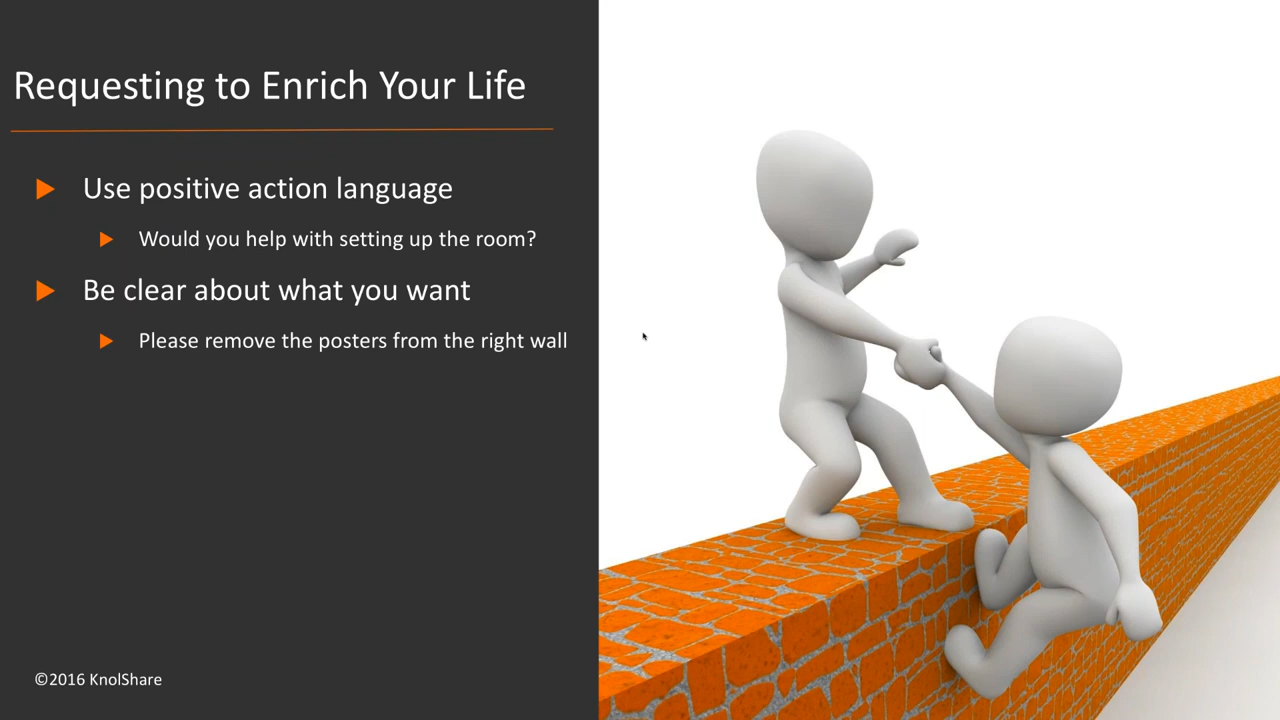 Requesting to Enrich Your Life
Use positive action language
Would you help with setting up the room?
Be clear about what you want
Please remove the posters from the right wall
©2016 KnolShare